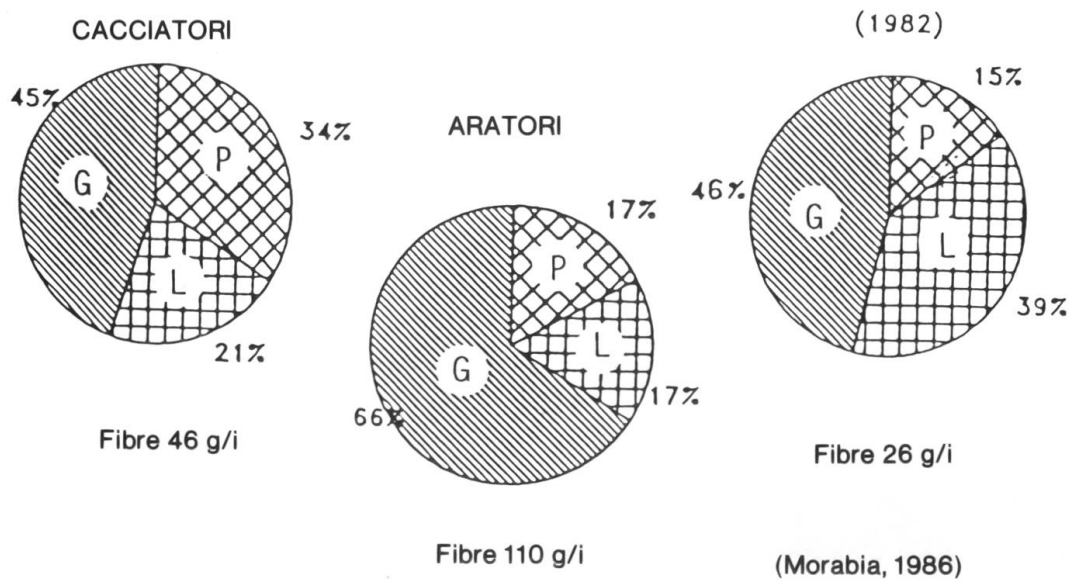 CACCIATORI
45%
34%
P
G
L
21%
Fibre 46 g/i
ARATORI
17%
P
L
G
17%
66%
Fibre 110 g/i
(1982)
15%
P
46%
G
L
39%
Fibre 26 g/i
(Morabia, 1986)